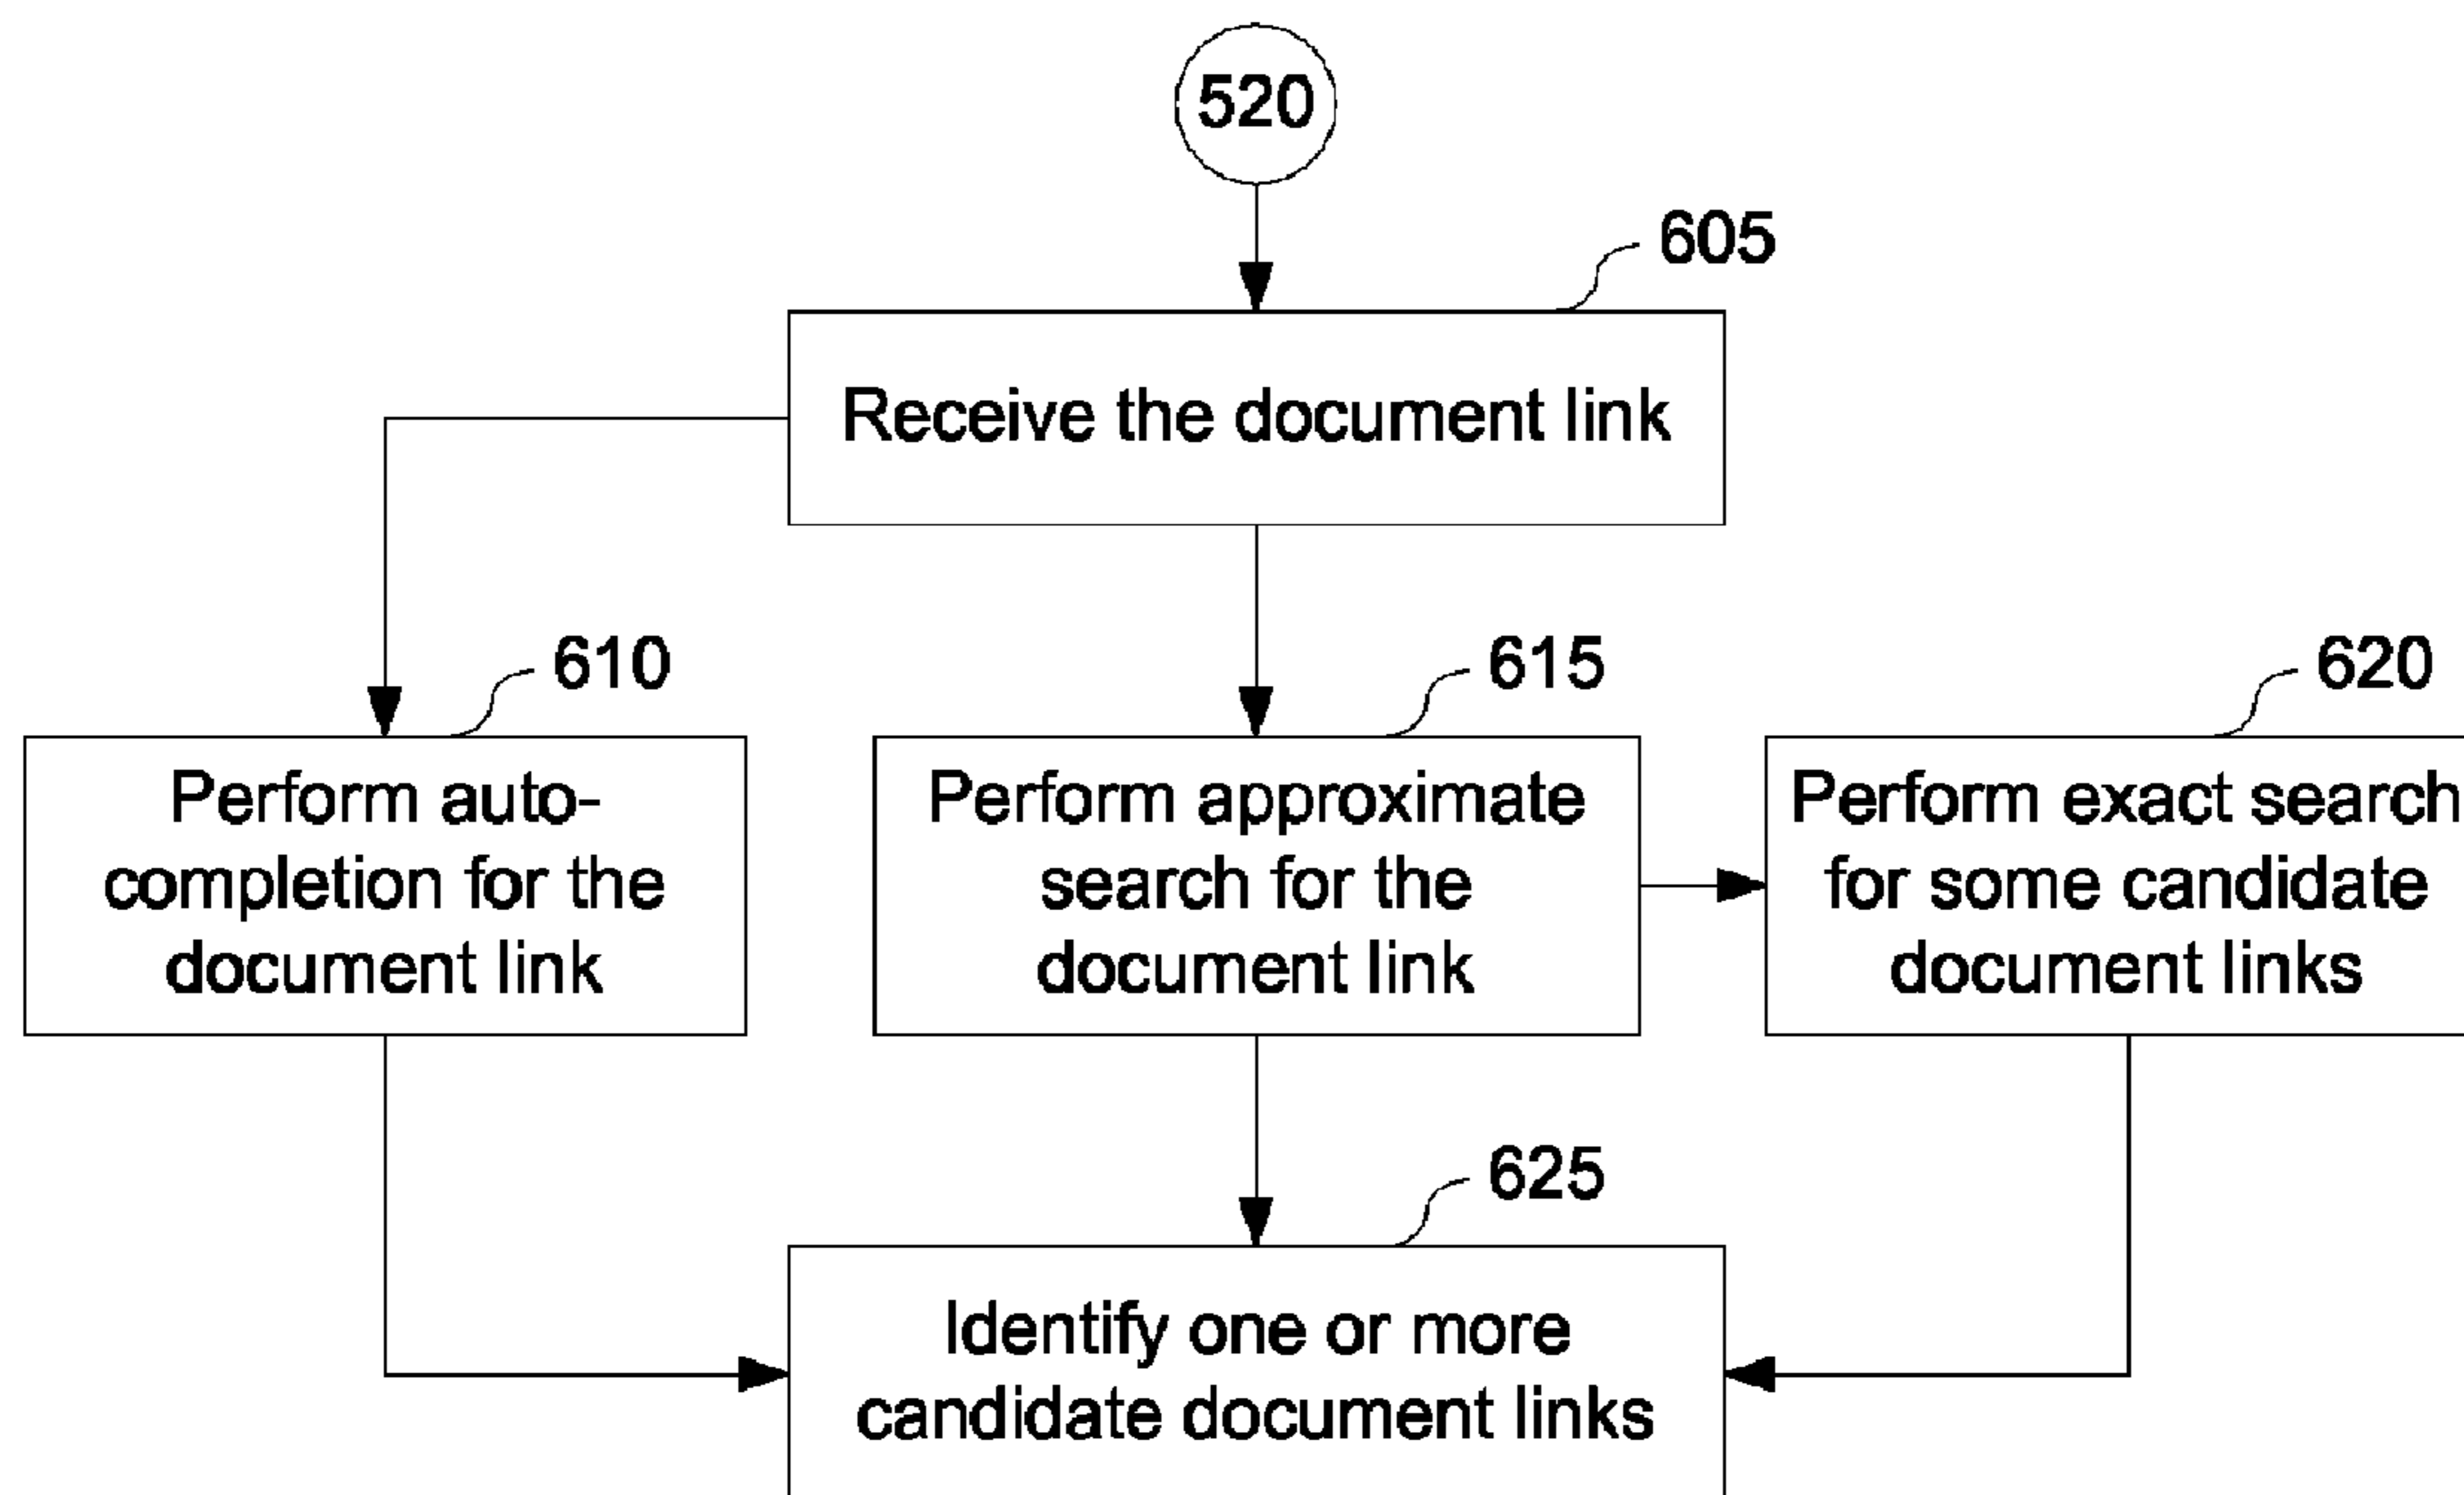 520
605
Receive the document link
610
615
620
Perform auto-
completion for the
document link
Perform approximate
search for the
document link
Perform exact search
for some candidate
document links
625
Identify one or more
candidate document links